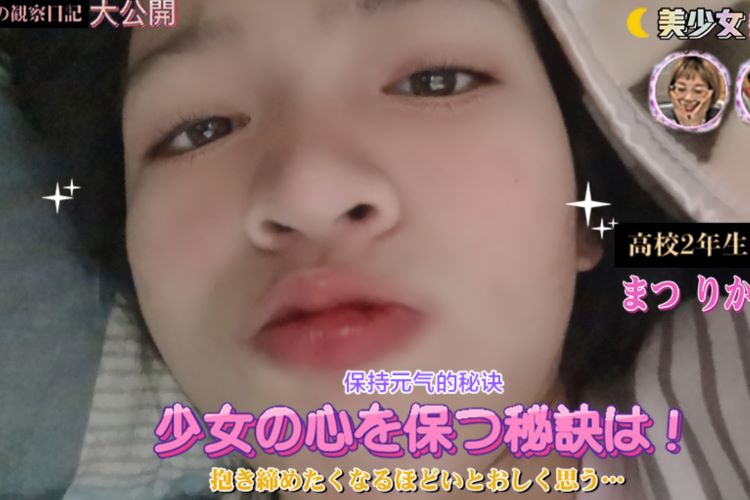 の観察日記 大公開
美少女
高校2年生
まつ りか
保持元气的秘诀
少女の心を保つ秘訣は!
抱き締めたくなるほどいとおしく思う…